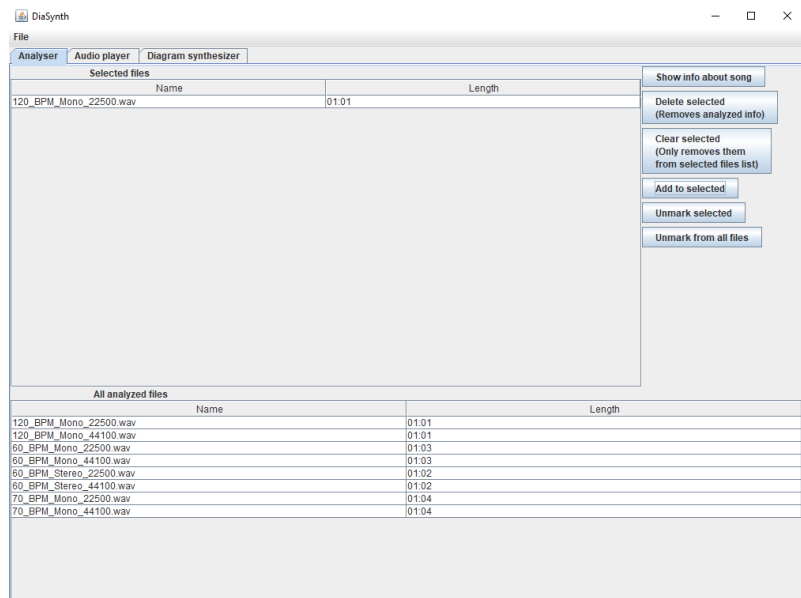 DiaSynth
File
Analyser Audio player Diagram synthesizer
Selected files
Name Length
120_BPM_Mono_22500.wav 01:01
Show info about song
Delete selected
(Removes analyzed info)
Clear selected
(Only removes them
from selected files list)
Add to selected
Unmark selected
Unmark from all files
All analyzed files
Name Length
120_BPM_Mono_22500.wav 01:01
120_BPM_Mono_44100.wav 01:01
60_BPM_Mono_22500.wav 01:03
60_BPM_Mono_44100.wav 01:03
60_BPM_Stereo_22500.wav 01:02
60_BPM_Stereo_44100.wav 01:02
70_BPM_Mono_22500.wav 01:04
70_BPM_Mono_44100.wav 01:04